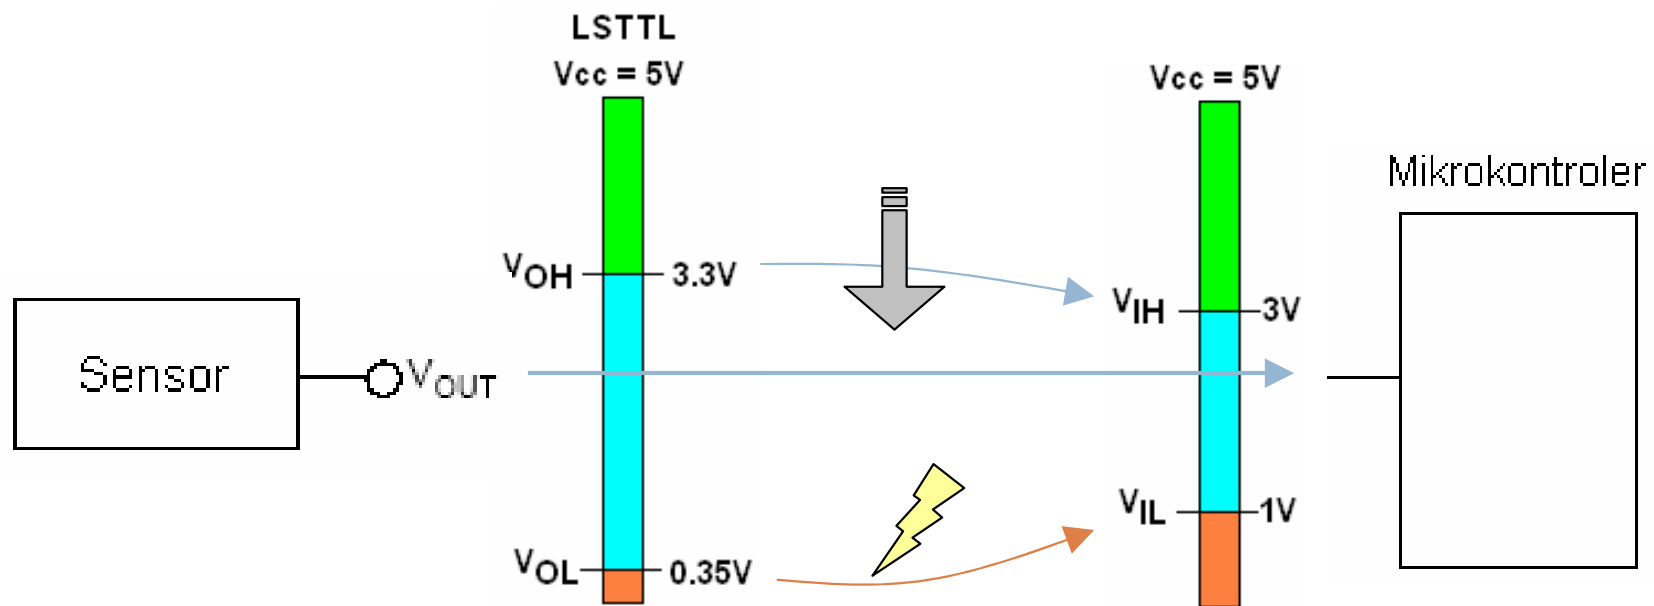 LSTTL
Vcc = 5V
Vcc = 5V
Mikrokontroler
VOH
3.3V
VIH
3V
Sensor
VOUT
VIL
1V
VOL
0.35V